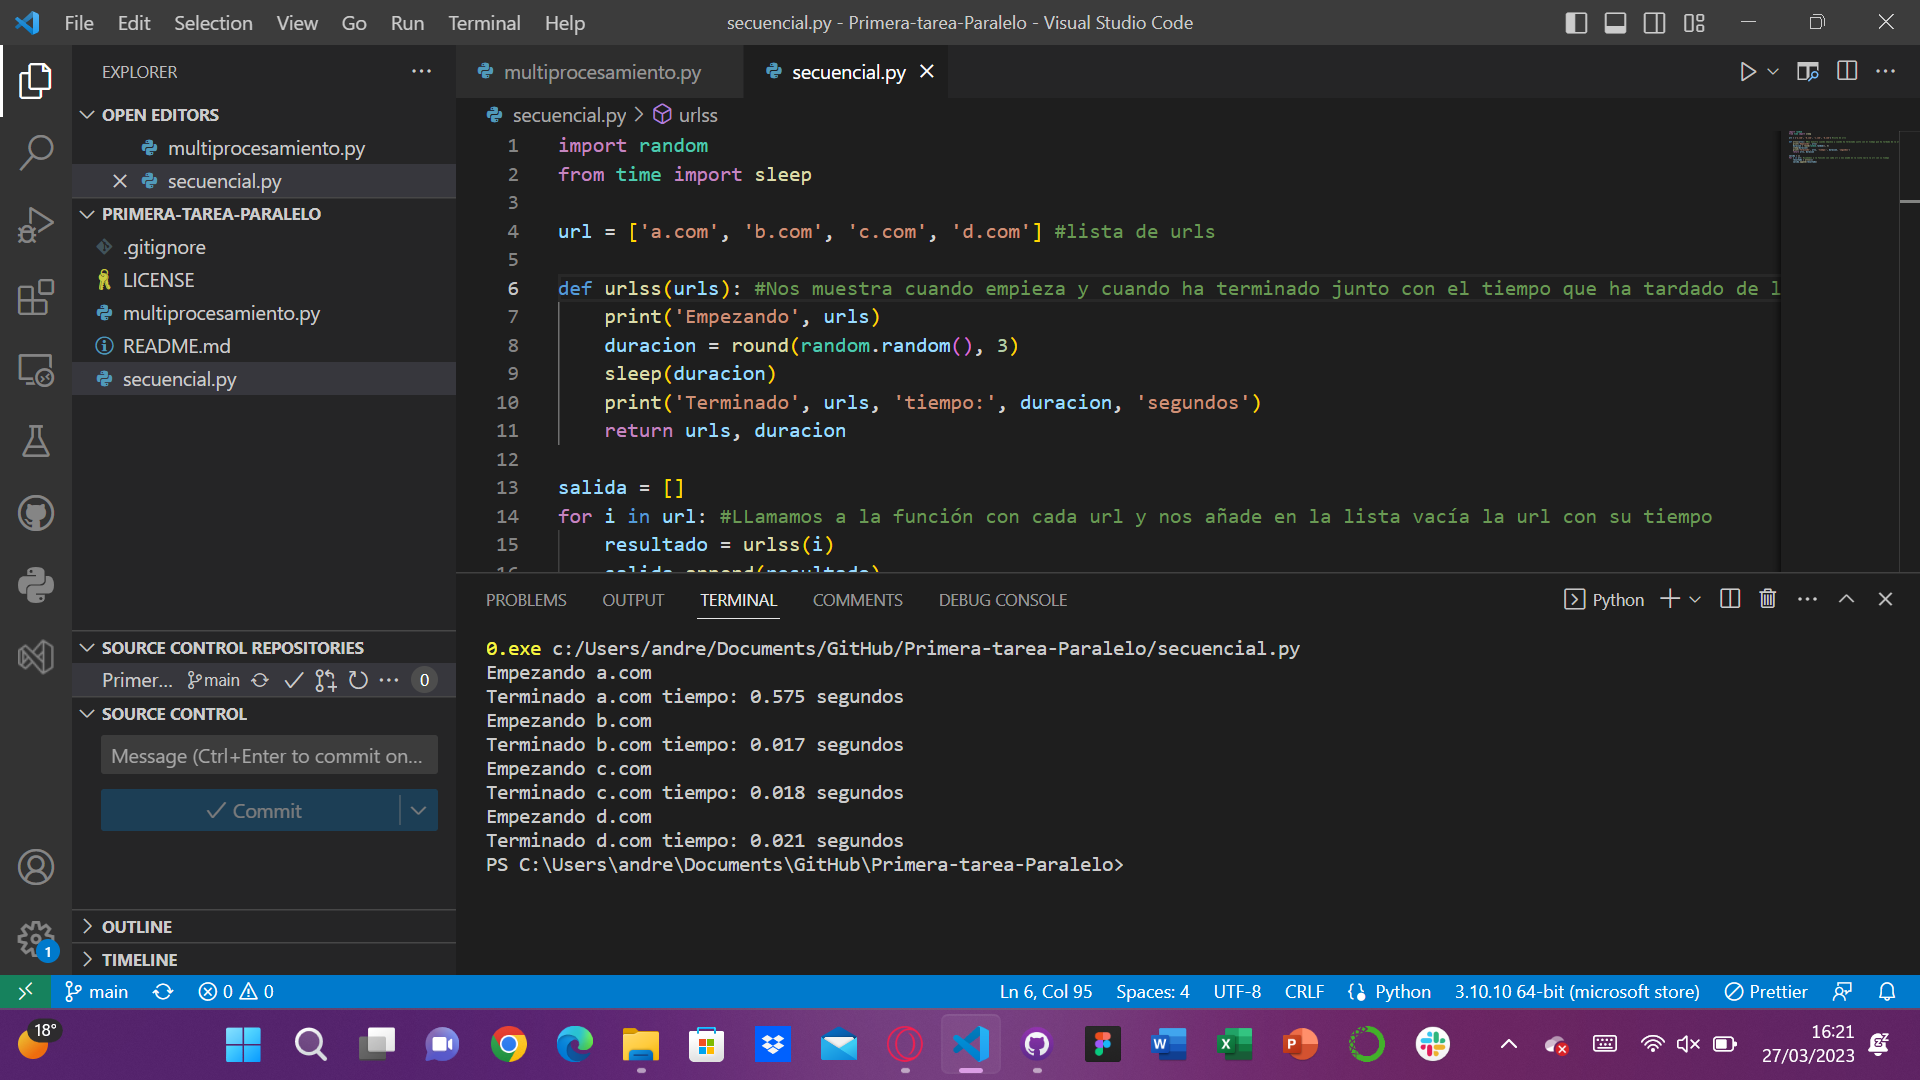 File Edit Selection View Go Run Terminal Help
secuencial.py - Primera-tarea-Paralelo - Visual Studio Code
EXPLORER
OPEN EDITORS
multiprocesamiento.py
secuencial.py
PRIMERA-TAREA-PARALELO
.gitignore
LICENSE
multiprocesamiento.py
README.md
secuencial.py
SOURCE CONTROL REPOSITORIES
Primer... main 0
SOURCE CONTROL
Message (Ctrl+Enter to commit on...
Commit
OUTLINE
TIMELINE
multiprocesamiento.py secuencial.py
secuencial.py > urlss
1 import random
2 from time import sleep
3
4 url = ['a.com', 'b.com', 'c.com', 'd.com'] #lista de urls
5
6 def urlss(urls): #Nos muestra cuando empieza y cuando ha terminado junto con el tiempo que ha tardado de l
7 print('Empezando', urls)
8 duracion = round(random.random(), 3)
9 sleep(duracion)
10 print('Terminado', urls, 'tiempo:', duracion, 'segundos')
11 return urls, duracion
12
13 salida = []
14 for i in url: #LLamamos a la función con cada url y nos añade en la lista vacía la url con su tiempo
15 resultado = urlss(i)
16 salida.append(resultado)
PROBLEMS OUTPUT TERMINAL COMMENTS DEBUG CONSOLE
Python
0.exe c:/Users/andre/Documents/GitHub/Primera-tarea-Paralelo/secuencial.py
Empezando a.com
Terminado a.com tiempo: 0.575 segundos
Empezando b.com
Terminado b.com tiempo: 0.017 segundos
Empezando c.com
Terminado c.com tiempo: 0.018 segundos
Empezando d.com
Terminado d.com tiempo: 0.021 segundos
PS C:\Users\andre\Documents\GitHub\Primera-tarea-Paralelo>
1
main 0 0
Ln 6, Col 95 Spaces: 4 UTF-8 CRLF Python 3.10.10 64-bit (microsoft store) Prettier
18°
16:21
27/03/2023